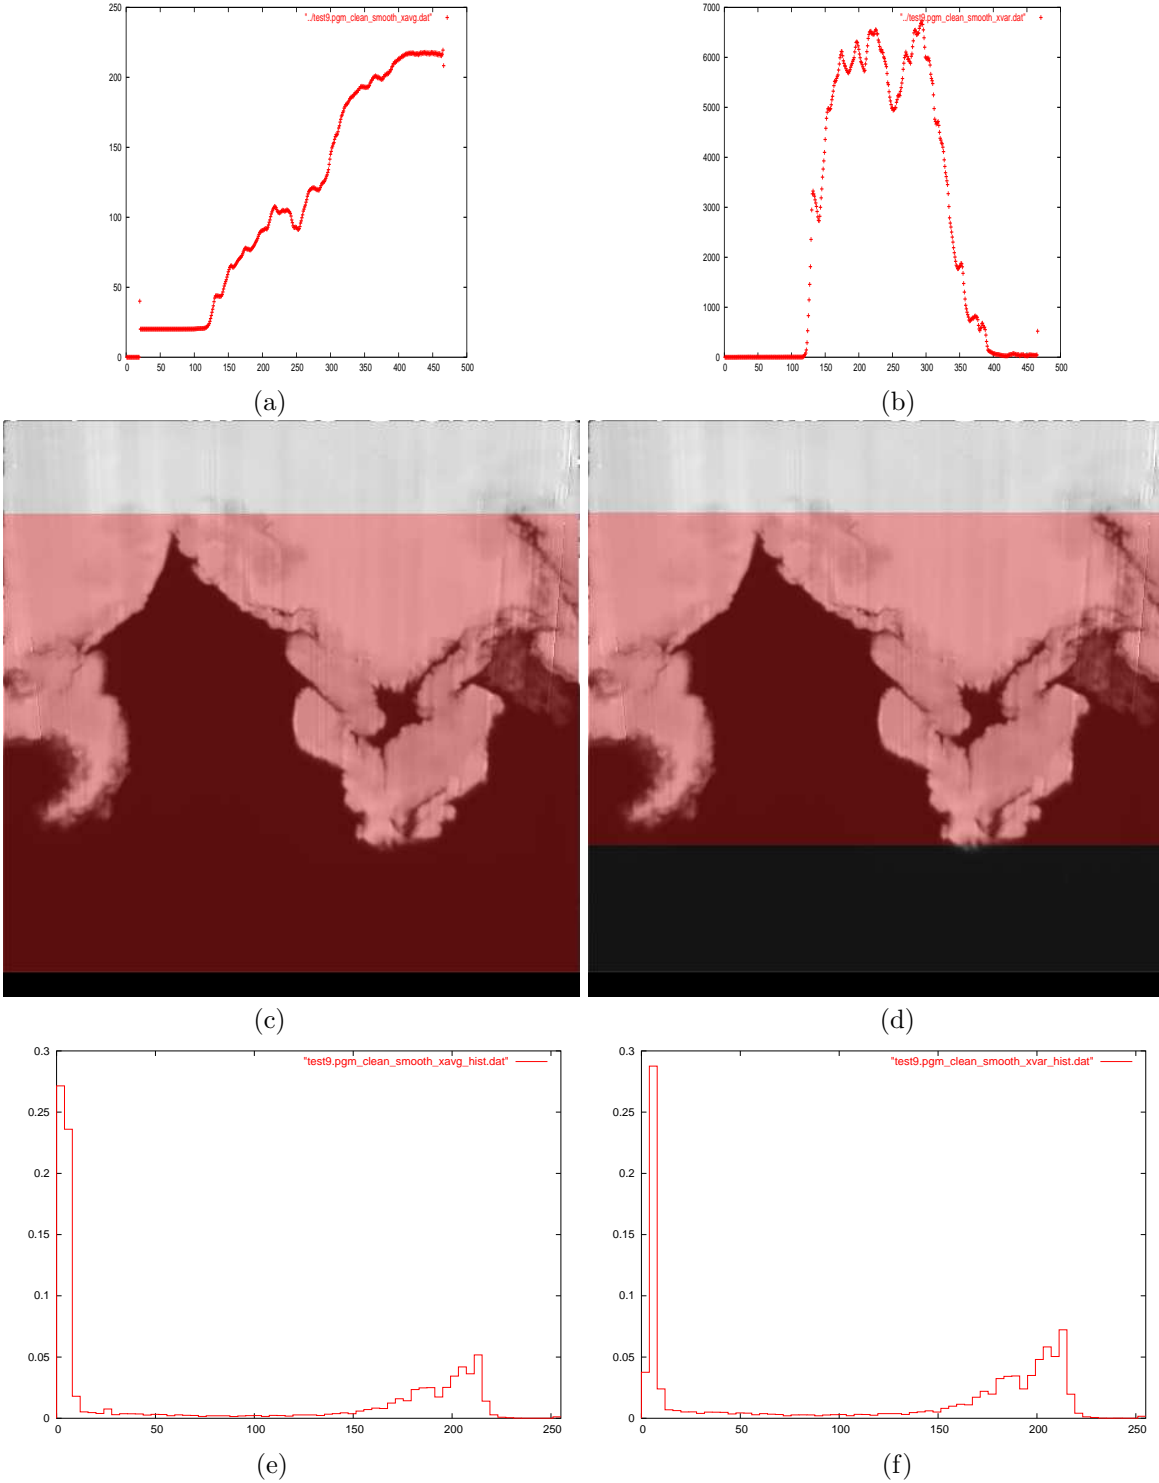 "../test9.pgm_clean_smooth_xavg.dat"
250
200
150
100
50
0
0 50 100 150 200 250 300 350 400 450 500
(a)
"../test9.pgm_clean_smooth_xvar.dat"
7000
6000
5000
4000
3000
2000
1000
0
0 50 100 150 200 250 300 350 400 450 500
(b)
(c)
(d)
"test9.pgm_clean_smooth_xavg_hist.dat"
0.3
0.25
0.2
0.15
0.1
0.05
0
0 50 100 150 200 250
(e)
"test9.pgm_clean_smooth_xvar_hist.dat"
0.3
0.25
0.2
0.15
0.1
0.05
0
0 50 100 150 200 250
(f)